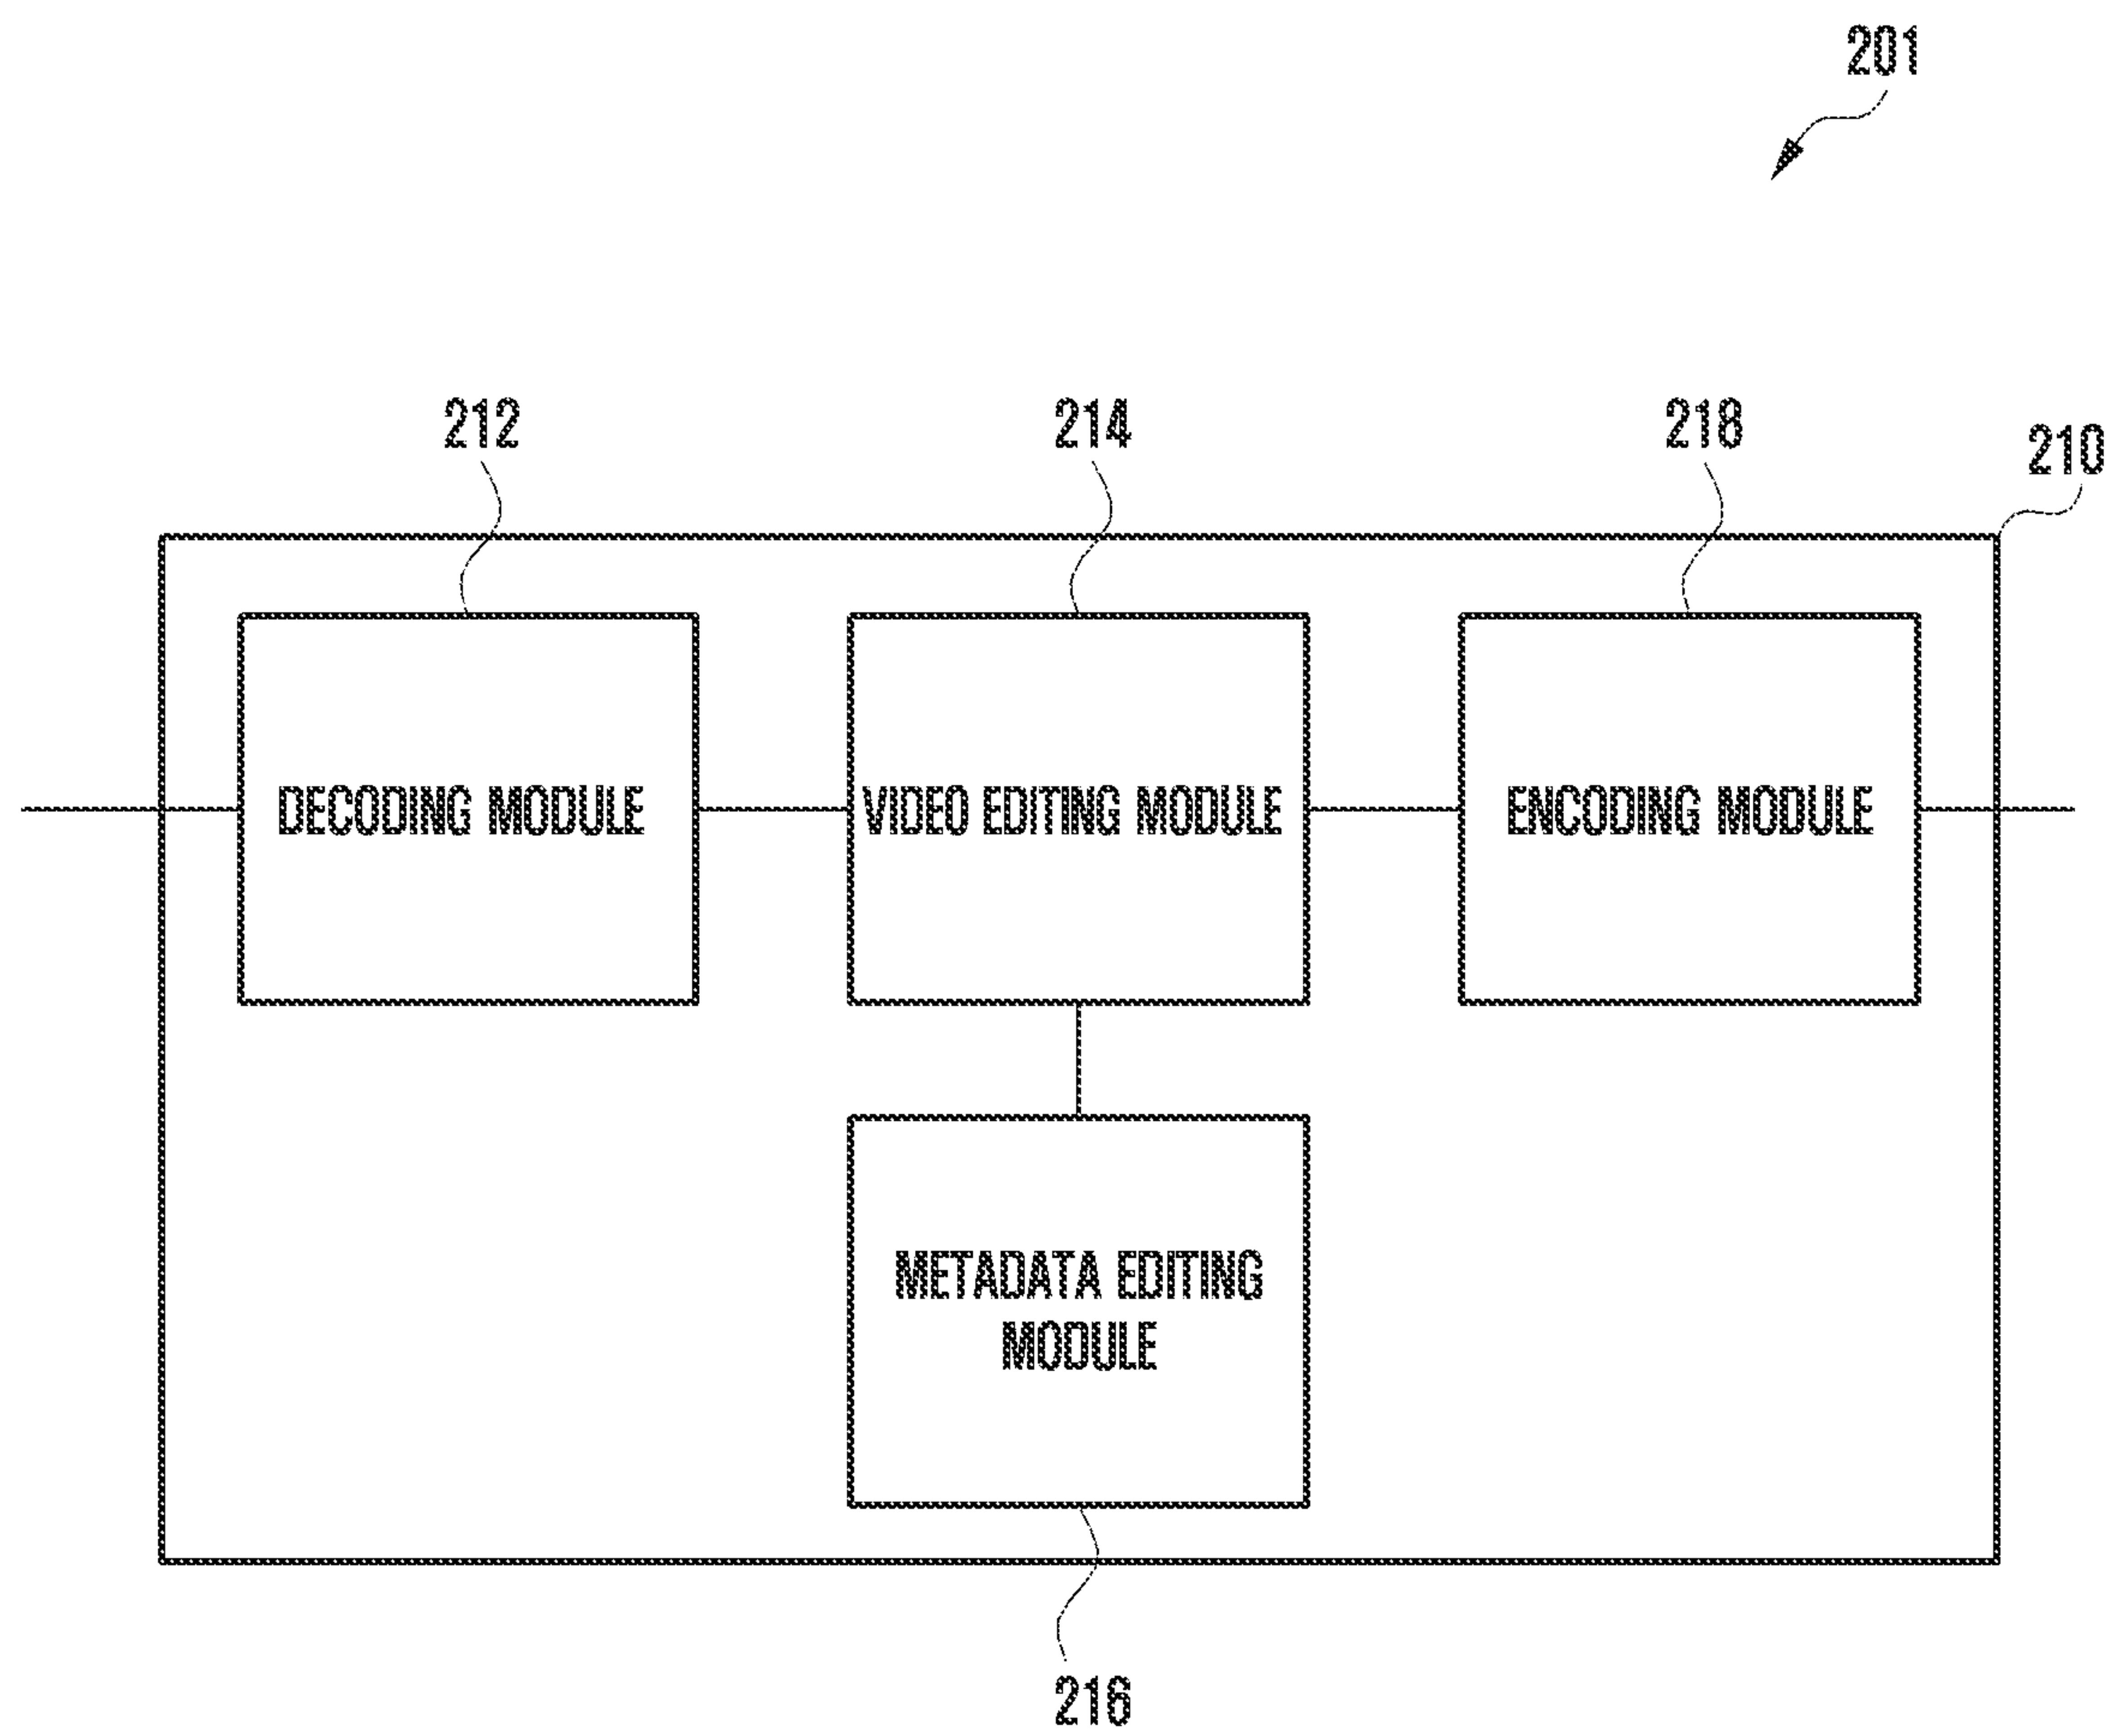 201
212
214
218
210
DECODING MODULE
VIDEO EDITING MODULE
ENCODING MODULE
METADATA EDITING
MODULE
216